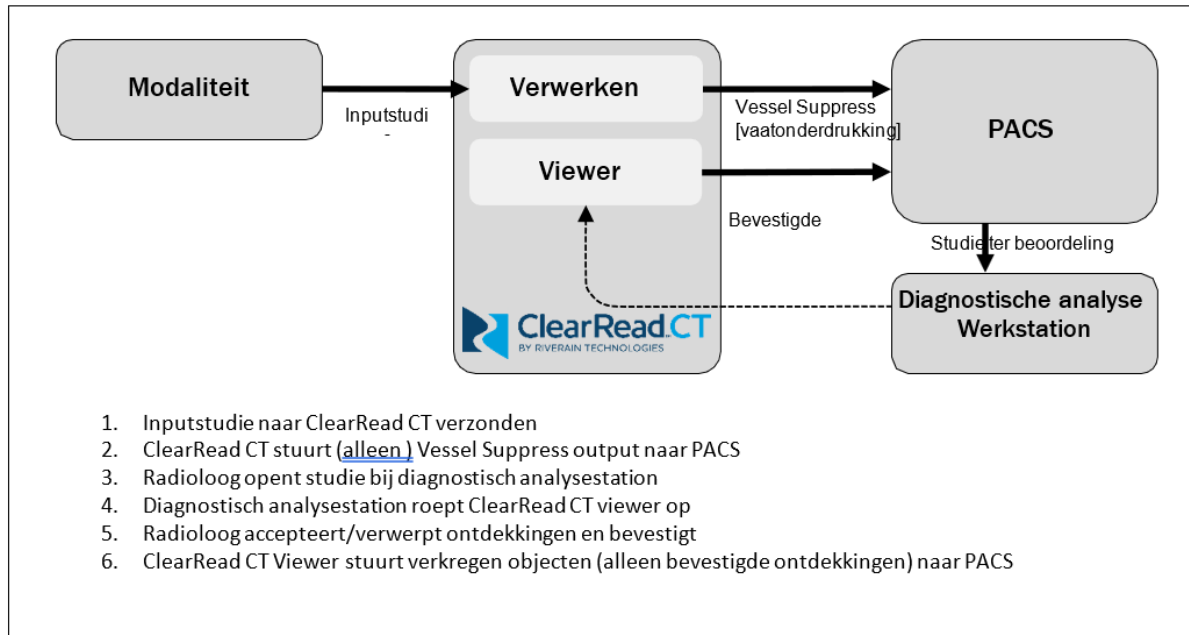 Modaliteit
Inputstudi
-
Verwerken
Viewer
Vessel Suppress
[vaatonderdrukking]
Bevestigde
PACS
Studie ter beoordeling
Diagnostische analyse
Werkstation
ClearRead CT
BY RIVERAIN TECHNOLOGIES
1. Inputstudie naar ClearRead CT verzonden
2. ClearRead CT stuurt (alleen ) Vessel Suppress output naar PACS
3. Radioloog opent studie bij diagnostisch analysestation
4. Diagnostisch analysestation roept ClearRead CT viewer op
5. Radioloog accepteert/verwerpt ontdekkingen en bevestigt
6. ClearRead CT Viewer stuurt verkregen objecten (alleen bevestigde ontdekkingen) naar PACS